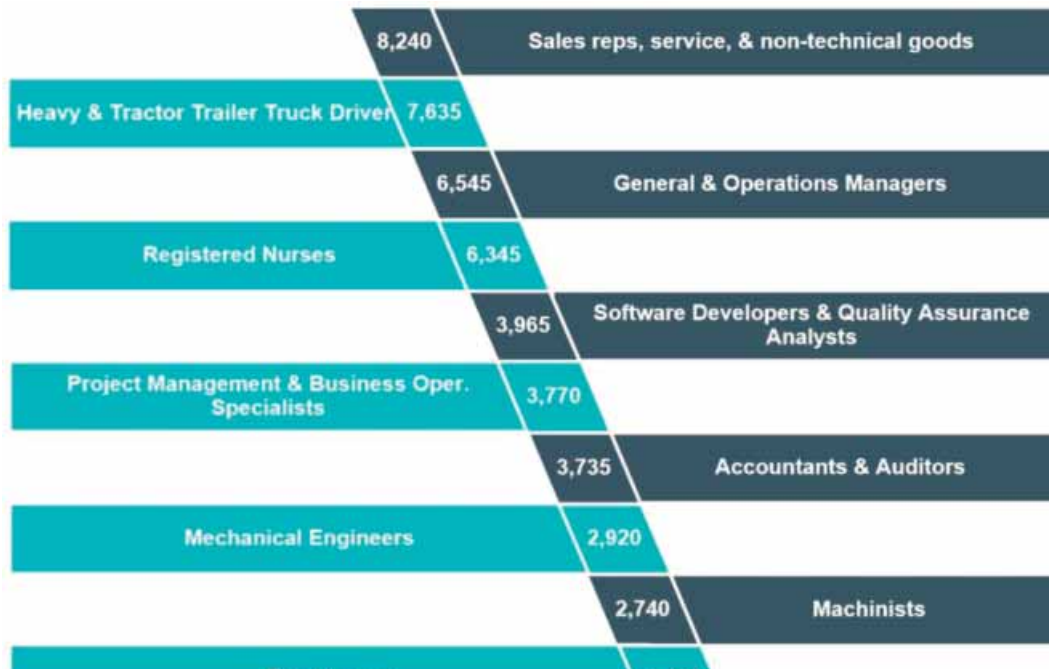 8,240 Sales reps, service, & non-technical goods
Heavy & Tractor Trailer Truck Driver 7,635
6,545 General & Operations Managers
Registered Nurses 6,345
3,965 Software Developers & Quality Assurance
Analysts
Project Management & Business Oper.
Specialists 3,770
3,735 Accountants & Auditors
Mechanical Engineers 2,920
2,740 Machinists